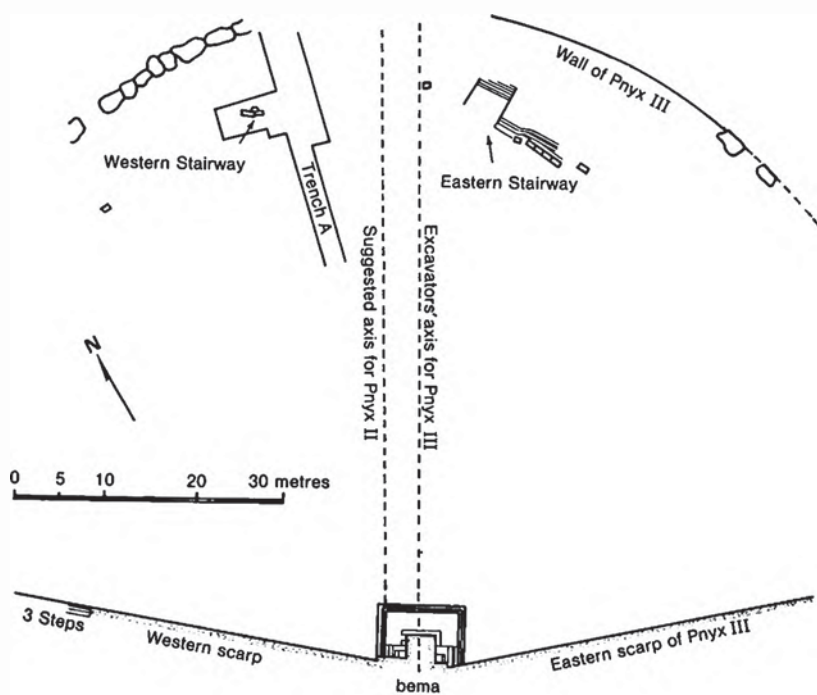 Wall of Pnyx III
Western Stairway
Eastern Stairway
Trench A
Suggested axis for Pnyx II
Excavators' axis for Pnyx III
N
0 5 10 20 30 metres
3 Steps
Western scarp
Eastern scarp of Pnyx III
bema